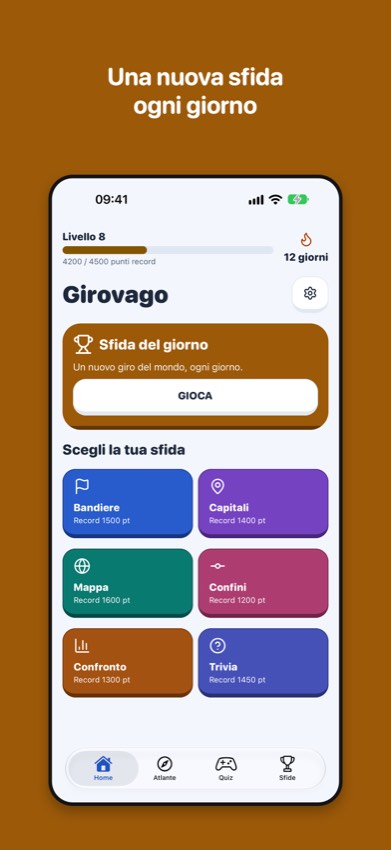 Una nuova sfida
ogni giorno
09:41
Livello 8
4200 / 4500 punti record
12 giorni
Girovago
Sfida del giorno
Un nuovo giro del mondo, ogni giorno.
GIOCA
Scegli la tua sfida
Bandiere
Record 1500 pt
Capitali
Record 1400 pt
Mappa
Record 1600 pt
Confini
Record 1200 pt
Confronto
Record 1300 pt
Trivia
Record 1450 pt
Home
Atlante
Quiz
Sfide